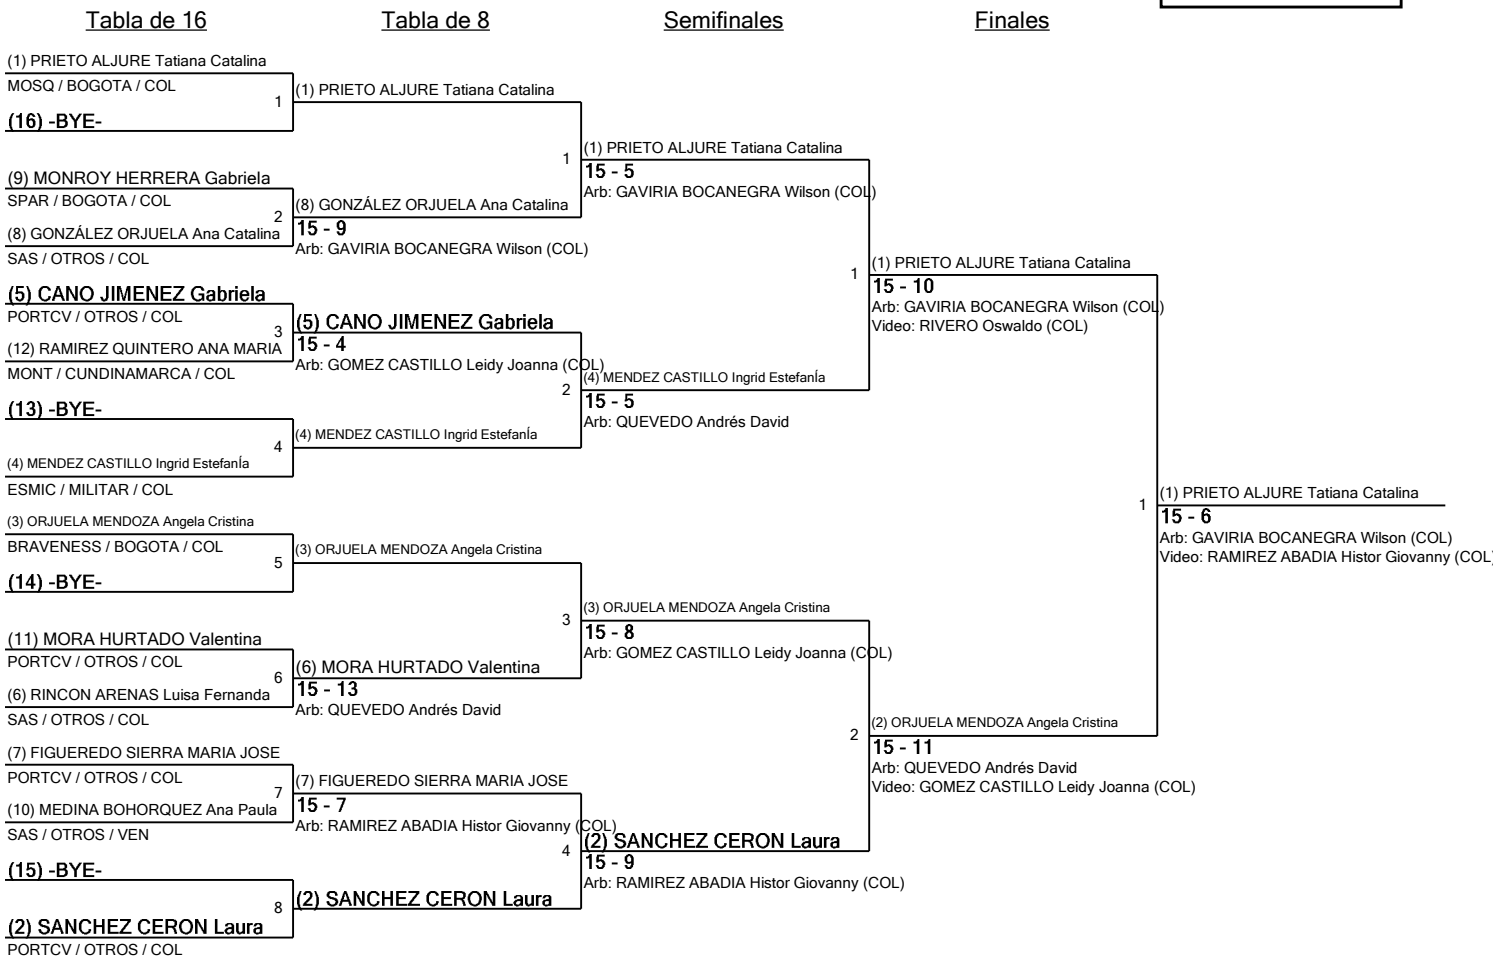 Tabla de 16
Tabla de 8
Semifinales
Finales
(1) PRIETO ALJURE Tatiana Catalina
MOSQ / BOGOTA / COL
1
(16) -BYE-
(9) MONROY HERRERA Gabriela
SPAR / BOGOTA / COL
2
(8) GONZÁLEZ ORJUELA Ana Catalina
SAS / OTROS / COL
(5) CANO JIMENEZ Gabriela
PORTCV / OTROS / COL
3
(12) RAMIREZ QUINTERO ANA MARIA
MONT / CUNDINAMARCA / COL
(13) -BYE-
4
(4) MENDEZ CASTILLO Ingrid EstefanÍa
ESMIC / MILITAR / COL
(3) ORJUELA MENDOZA Angela Cristina
BRAVENESS / BOGOTA / COL
5
(14) -BYE-
(11) MORA HURTADO Valentina
PORTCV / OTROS / COL
6
(6) RINCON ARENAS Luisa Fernanda
SAS / OTROS / COL
(7) FIGUEREDO SIERRA MARIA JOSE
PORTCV / OTROS / COL
7
(10) MEDINA BOHORQUEZ Ana Paula
SAS / OTROS / VEN
(15) -BYE-
8
(2) SANCHEZ CERON Laura
PORTCV / OTROS / COL
(1) PRIETO ALJURE Tatiana Catalina
1
(8) GONZÁLEZ ORJUELA Ana Catalina
15 - 9
Arb: GAVIRIA BOCANEGRA Wilson (COL)
(5) CANO JIMENEZ Gabriela
15 - 4
Arb: GOMEZ CASTILLO Leidy Joanna (COL)
2
(4) MENDEZ CASTILLO Ingrid EstefanÍa
(3) ORJUELA MENDOZA Angela Cristina
3
(6) MORA HURTADO Valentina
15 - 13
Arb: QUEVEDO Andrés David
(7) FIGUEREDO SIERRA MARIA JOSE
15 - 7
Arb: RAMIREZ ABADIA Histor Giovanny (COL)
4
(2) SANCHEZ CERON Laura
(1) PRIETO ALJURE Tatiana Catalina
15 - 5
Arb: GAVIRIA BOCANEGRA Wilson (COL)
1
(4) MENDEZ CASTILLO Ingrid EstefanÍa
15 - 5
Arb: QUEVEDO Andrés David
(3) ORJUELA MENDOZA Angela Cristina
15 - 8
Arb: GOMEZ CASTILLO Leidy Joanna (COL)
2
(2) SANCHEZ CERON Laura
15 - 9
Arb: RAMIREZ ABADIA Histor Giovanny (COL)
(1) PRIETO ALJURE Tatiana Catalina
15 - 10
Arb: GAVIRIA BOCANEGRA Wilson (COL)
Video: RIVERO Oswaldo (COL)
1
(2) ORJUELA MENDOZA Angela Cristina
15 - 11
Arb: QUEVEDO Andrés David
Video: GOMEZ CASTILLO Leidy Joanna (COL)
(1) PRIETO ALJURE Tatiana Catalina
15 - 6
Arb: GAVIRIA BOCANEGRA Wilson (COL)
Video: RAMIREZ ABADIA Histor Giovanny (COL)